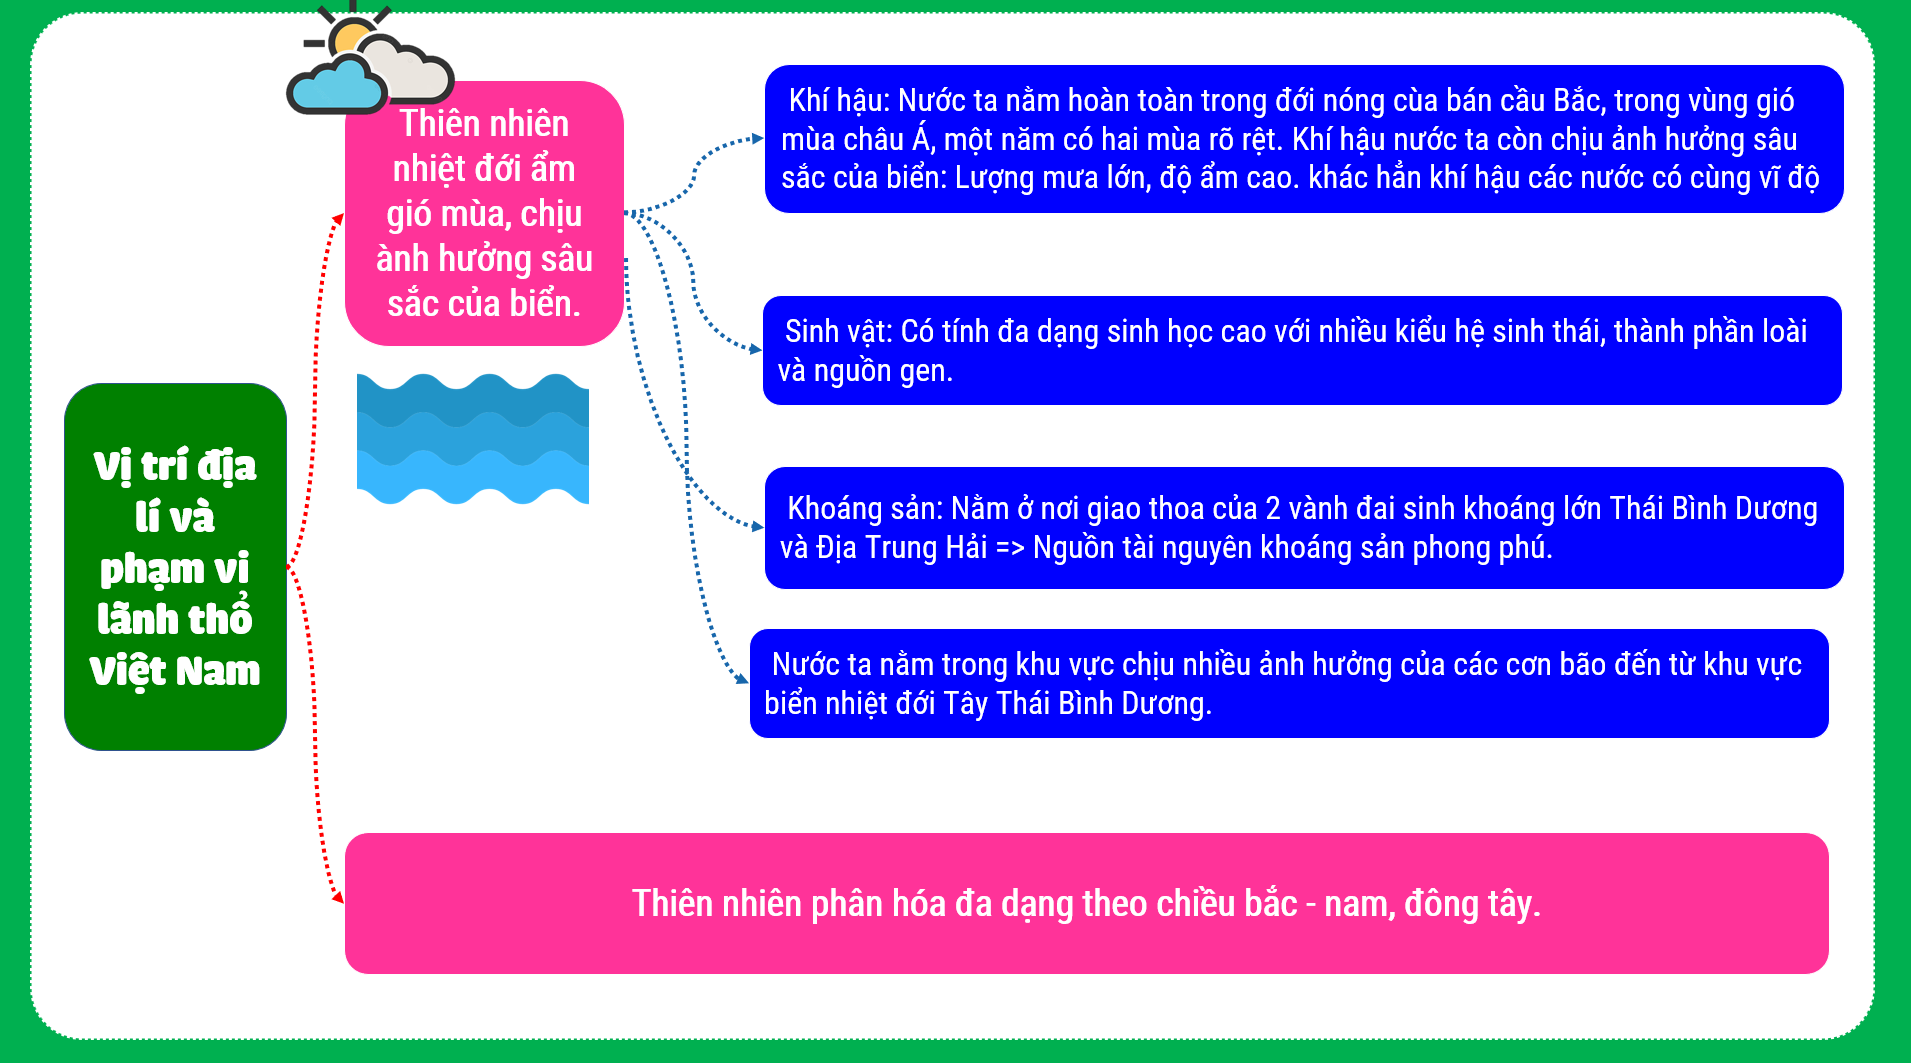 Thiên nhiên
nhiệt đới ẩm
gió mùa, chịu
ành hưởng sâu
sắc của biển.
Khí hậu: Nước ta nằm hoàn toàn trong đới nóng cùa bán cầu Bắc, trong vùng gió
mùa châu Á, một năm có hai mùa rõ rệt. Khí hậu nước ta còn chịu ảnh hưởng sâu
sắc của biển: Lượng mưa lớn, độ ẩm cao. khác hẳn khí hậu các nước có cùng vĩ độ
Sinh vật: Có tính đa dạng sinh học cao với nhiều kiểu hệ sinh thái, thành phần loài
và nguồn gen.
Vị trí địa
lí và
phạm vi
lãnh thổ
Việt Nam
Khoáng sản: Nằm ở nơi giao thoa của 2 vành đai sinh khoáng lớn Thái Bình Dương
và Địa Trung Hải => Nguồn tài nguyên khoáng sản phong phú.
Nước ta nằm trong khu vực chịu nhiều ảnh hưởng của các cơn bão đến từ khu vực
biển nhiệt đới Tây Thái Bình Dương.
Thiên nhiên phân hóa đa dạng theo chiều bắc - nam, đông tây.